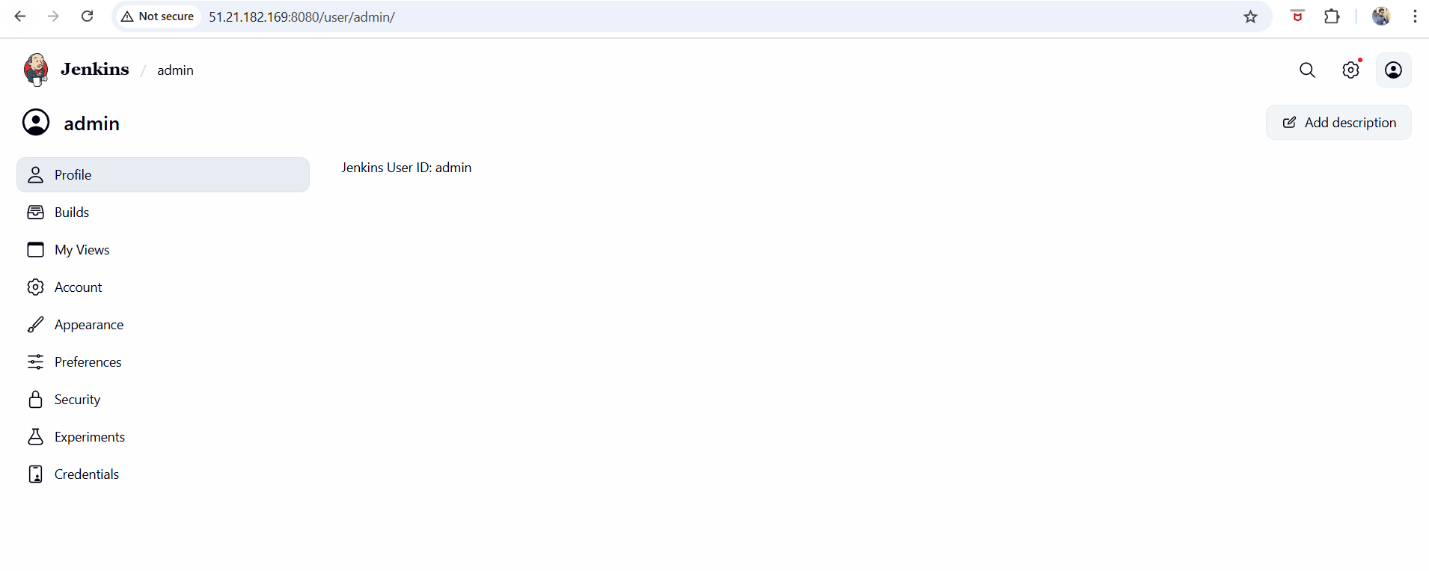 Not secure 51.21.182.169:8080/user/admin/
Jenkins / admin
admin
Add description
Profile
Jenkins User ID: admin
Builds
My Views
Account
Appearance
Preferences
Security
Experiments
Credentials